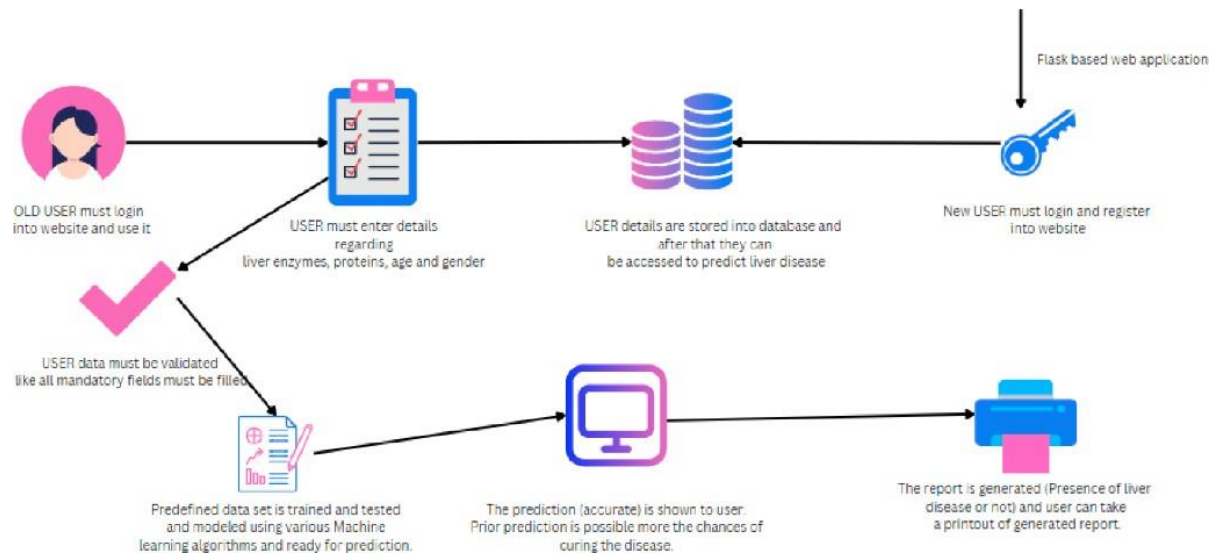 Flask based web application
OLD USER must login
into website and use it
USER must enter details
regarding
liver enzymes, proteins, age and gender
USER details are stored into database and
after that they can
be accessed to predict liver disease
New USER must login and register
into website
USER data must be validated
like all mandatory fields must be filled
Predefined data set is trained and tested
and modeled using various Machine
learning algorithms and ready for prediction.
The prediction (accurate) is shown to user.
Prior prediction is possible more the chances of
curing the disease.
The report is generated (Presence of liver
disease or not) and user can take
a printout of generated report.